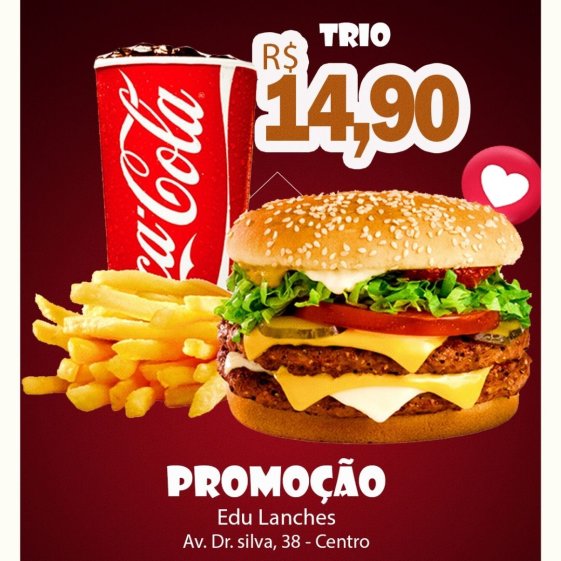 TRIO
R$
14,90
Coca-Cola
PROMOÇÃO
Edu Lanches
Av. Dr. silva, 38 - Centro